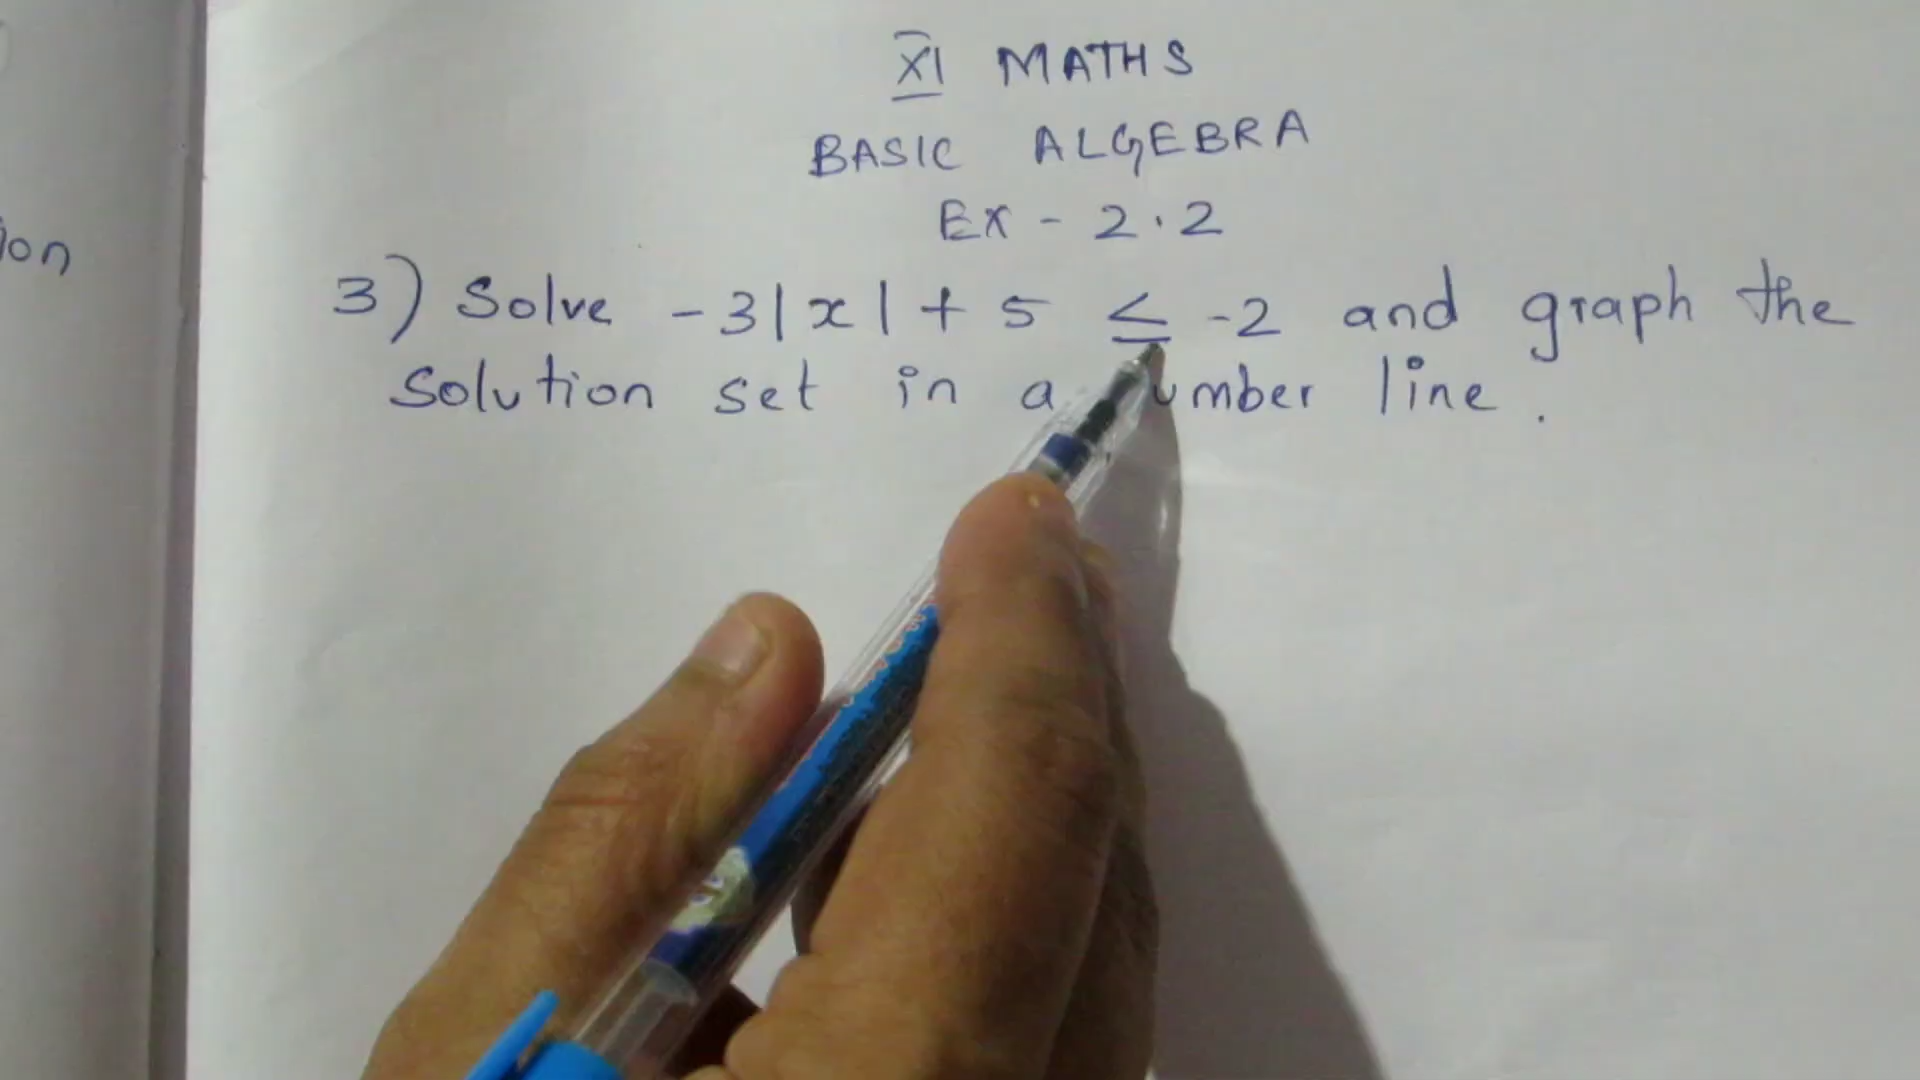 XI MATHS
BASIC ALGEBRA
Ex - 2.2
3) Solve -3|x| + 5 ≤ -2 and graph the
solution set in a number line.